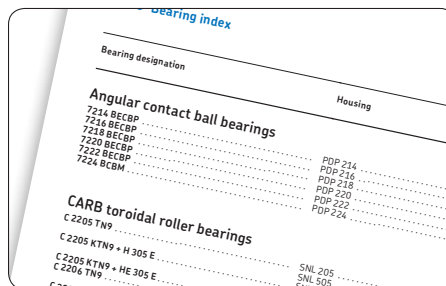 Bearing index
Bearing designation Housing
Angular contact ball bearings
7214 BECBP PDP 214
7216 BECBP PDP 216
7218 BECBP PDP 218
7220 BECBP PDP 220
7222 BECBP PDP 222
7224 BCBM PDP 224
CARB toroidal roller bearings
C 2205 TN9 SNL 205
C 2205 KTN9 + H 305 E SNL 505
C 2205 KTN9 + HE 305 E
C 2206 TN9